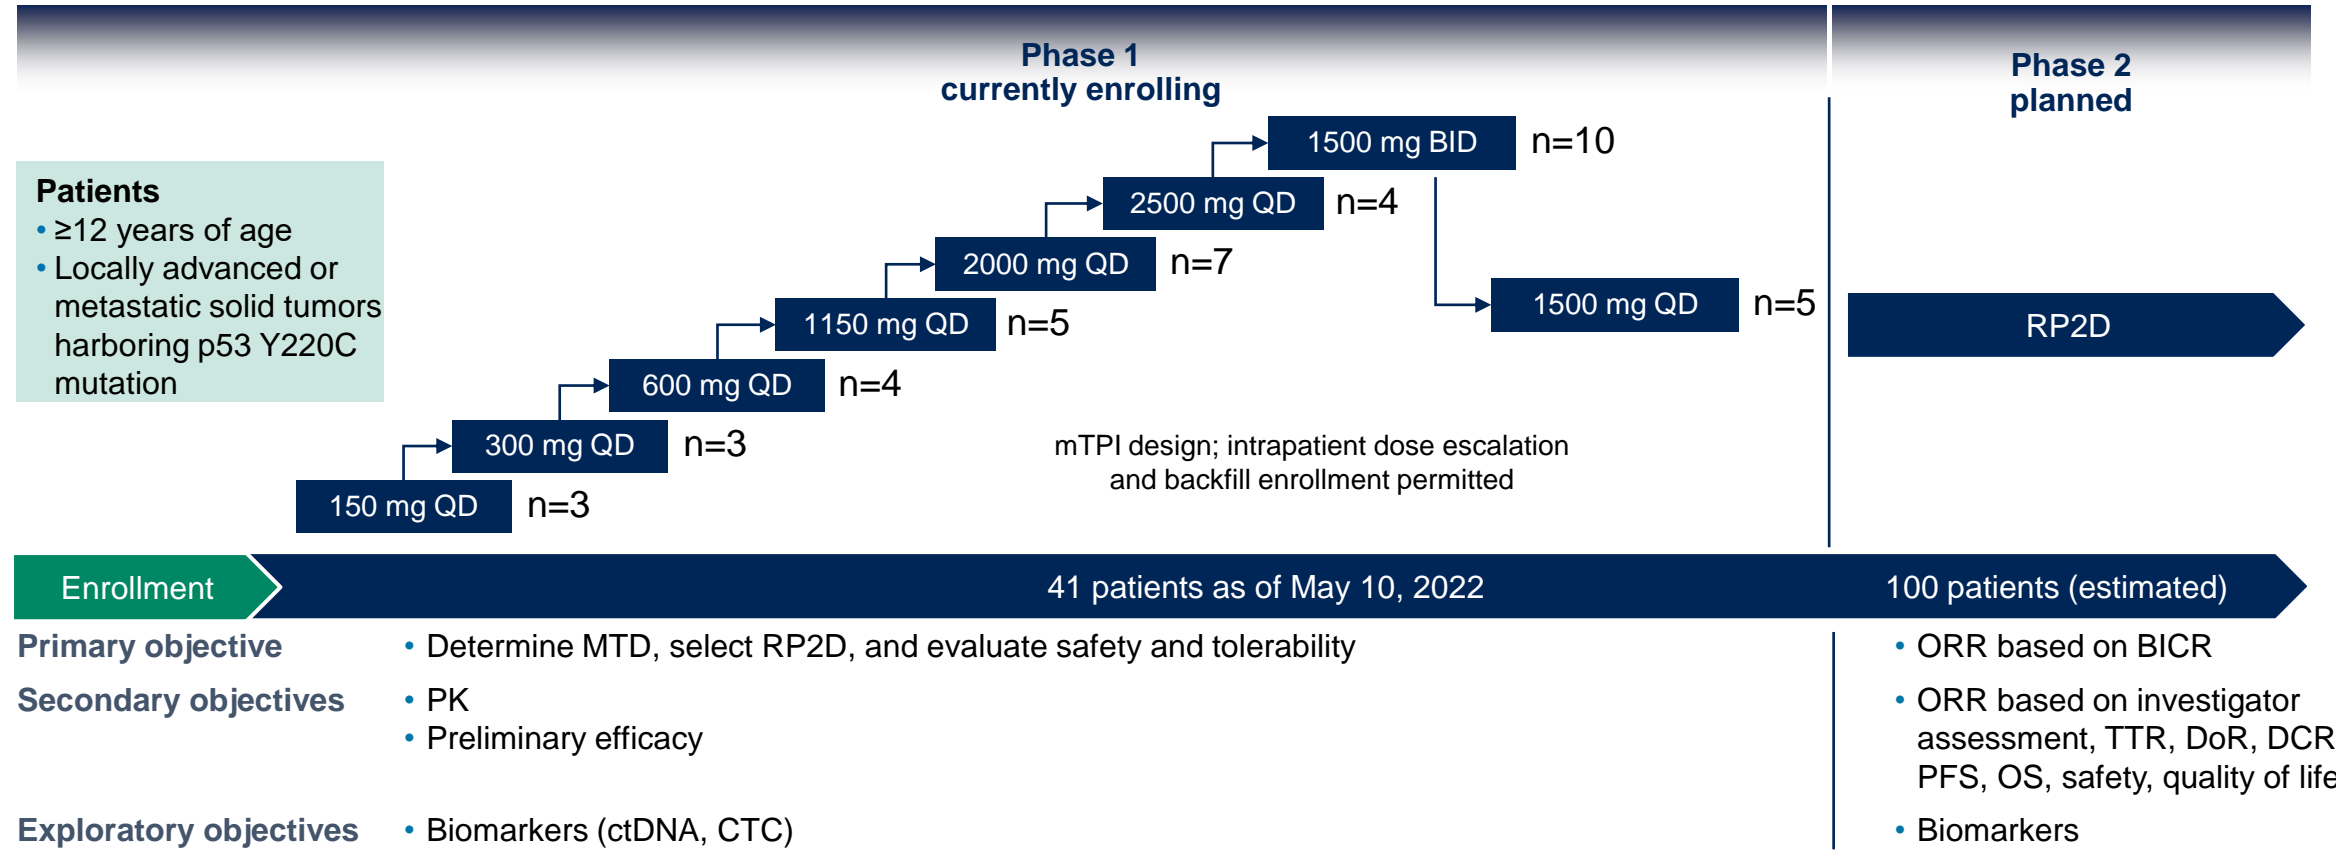 Phase 1
currently enrolling
Phase 2
planned
Patients
• ≥12 years of age
• Locally advanced or
metastatic solid tumors
harboring p53 Y220C
mutation
1500 mg BID n=10
2500 mg QD n=4
2000 mg QD n=7
1500 mg QD n=5
1150 mg QD n=5
600 mg QD n=4
300 mg QD n=3
150 mg QD n=3
RP2D
mTPI design; intrapatient dose escalation
and backfill enrollment permitted
Enrollment
41 patients as of May 10, 2022
100 patients (estimated)
Primary objective
• Determine MTD, select RP2D, and evaluate safety and tolerability
• ORR based on BICR
Secondary objectives
• PK
• Preliminary efficacy
• ORR based on investigator
assessment, TTR, DoR, DCR
PFS, OS, safety, quality of life
Exploratory objectives
• Biomarkers (ctDNA, CTC)
• Biomarkers